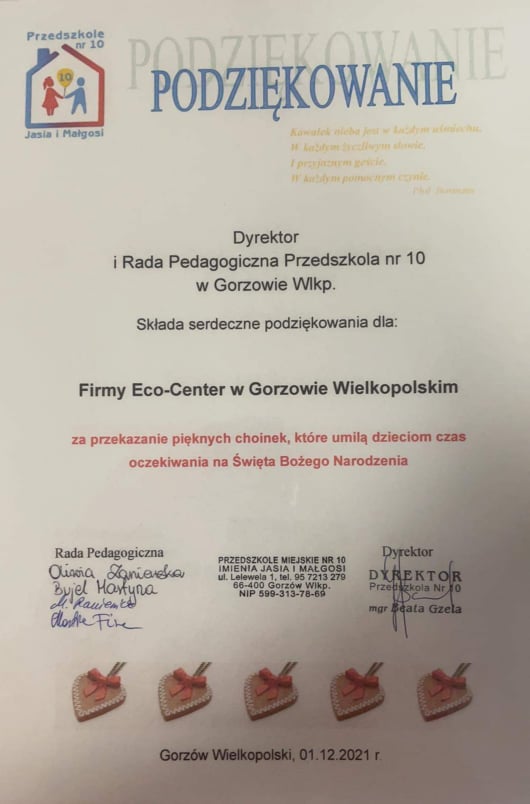 Przedszkole
nr 10
10
Jasia i Małgosi
PODZIĘKOWANIE
PODZIĘKOWANIE
Kawałek nieba jest w każdym uśmiechu,
W każdym życzliwym słowie,
I przyjaznym geście,
W każdym pomocnym czynie.
Phil Bosmans
Dyrektor
i Rada Pedagogiczna Przedszkola nr 10
w Gorzowie Wlkp.
Składa serdeczne podziękowania dla:
Firmy Eco-Center w Gorzowie Wielkopolskim
za przekazanie pięknych choinek, które umilą dzieciom czas
oczekiwania na Święta Bożego Narodzenia
Rada Pedagogiczna
Byjel Martyna
PRZEDSZKOLE MIEJSKIE NR 10
IMIENIA JASIA I MAŁGOSI
ul. Lelewela 1, tel. 95 7213 279
66-400 Gorzów Wlkp.
NIP 599-313-78-69
Dyrektor
DYREKTOR
Przedszkola Nr 10
mgr Beata Gzela
Gorzów Wielkopolski, 01.12.2021 r.